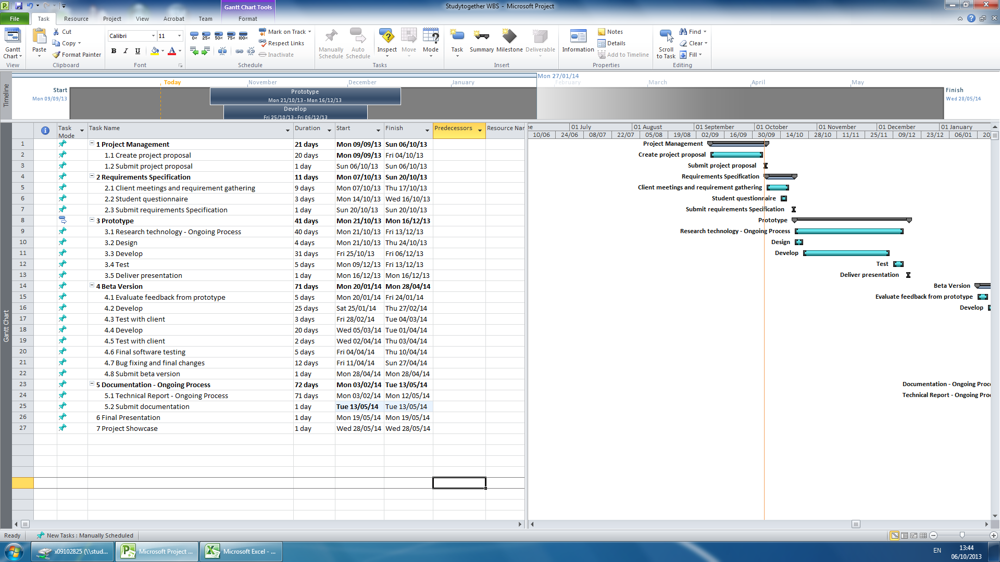 Gantt Chart Tools
Studytogether WBS - Microsoft Project
File Task Resource Project View Acrobat Team Format
Gantt Chart
View
Paste
Cut
Copy
Format Painter
Clipboard
Calibri 11
B I U A
Font
0% 25% 50% 75% 100%
Mark on Track
Respect Links
Inactivate
Schedule
Manually Schedule
Auto Schedule
Inspect Move Mode
Tasks
Task Summary Milestone Deliverable
Insert
Information
Notes
Details
Add to Timeline
Properties
Scroll to Task
Find
Clear
Fill
Editing
Timeline
Mon 27/01/14
Today November December January February March April May
Start
Mon 09/09/13
Prototype
Mon 21/10/13 - Mon 16/12/13
Develop
Fri 25/10/13 - Fri 06/12/13
Finish
Wed 28/05/14
Gantt Chart
Task Mode Task Name Duration Start Finish Predecessors Resource Nar
1 1 Project Management 21 days Mon 09/09/13 Sun 06/10/13
2 1.1 Create project proposal 20 days Mon 09/09/13 Fri 04/10/13
3 1.2 Submit project proposal 1 day Sun 06/10/13 Sun 06/10/13
4 2 Requirements Specification 11 days Mon 07/10/13 Sun 20/10/13
5 2.1 Client meetings and requirement gathering 9 days Mon 07/10/13 Thu 17/10/13
6 2.2 Student questionnaire 3 days Mon 14/10/13 Wed 16/10/13
7 2.3 Submit requirements Specification 1 day Sun 20/10/13 Sun 20/10/13
8 3 Prototype 41 days Mon 21/10/13 Mon 16/12/13
9 3.1 Research technology - Ongoing Process 40 days Mon 21/10/13 Fri 13/12/13
10 3.2 Design 4 days Mon 21/10/13 Thu 24/10/13
11 3.3 Develop 31 days Fri 25/10/13 Fri 06/12/13
12 3.4 Test 5 days Mon 09/12/13 Fri 13/12/13
13 3.5 Deliver presentation 1 day Mon 16/12/13 Mon 16/12/13
14 4 Beta Version 71 days Mon 20/01/14 Mon 28/04/14
15 4.1 Evaluate feedback from prototype 5 days Mon 20/01/14 Fri 24/01/14
16 4.2 Develop 25 days Sat 25/01/14 Thu 27/02/14
17 4.3 Test with client 3 days Fri 28/02/14 Tue 04/03/14
18 4.4 Develop 20 days Wed 05/03/14 Tue 01/04/14
19 4.5 Test with client 2 days Wed 02/04/14 Thu 03/04/14
20 4.6 Final software testing 5 days Fri 04/04/14 Thu 10/04/14
21 4.7 Bug fixing and final changes 12 days Fri 11/04/14 Sun 27/04/14
22 4.8 Submit beta version 1 day Mon 28/04/14 Mon 28/04/14
23 5 Documentation - Ongoing Process 72 days Mon 03/02/14 Tue 13/05/14
24 5.1 Technical Report - Ongoing Process 71 days Mon 03/02/14 Mon 12/05/14
25 5.2 Submit documentation 1 day Tue 13/05/14 Tue 13/05/14
26 6 Final Presentation 1 day Mon 19/05/14 Mon 19/05/14
27 7 Project Showcase 1 day Wed 28/05/14 Wed 28/05/14
ne 01 July 01 August 01 September 01 October 01 November 01 December 01 January
10/06 24/06 08/07 22/07 05/08 19/08 02/09 16/09 30/09 14/10 28/10 11/11 25/11 09/12 23/12 06/01 20
Project Management
Create project proposal
Submit project proposal
Requirements Specification
Client meetings and requirement gathering
Student questionnaire
Submit requirements Specification
Prototype
Research technology - Ongoing Process
Design
Develop
Test
Deliver presentation
Beta Version
Evaluate feedback from prototype
Develop
Documentation - Ongoing Proce
Technical Report - Ongoing Pro
Ready New Tasks : Manually Scheduled
x09102825 (\\stud... Microsoft Project ... Microsoft Excel - ...
EN
13:44
06/10/2013